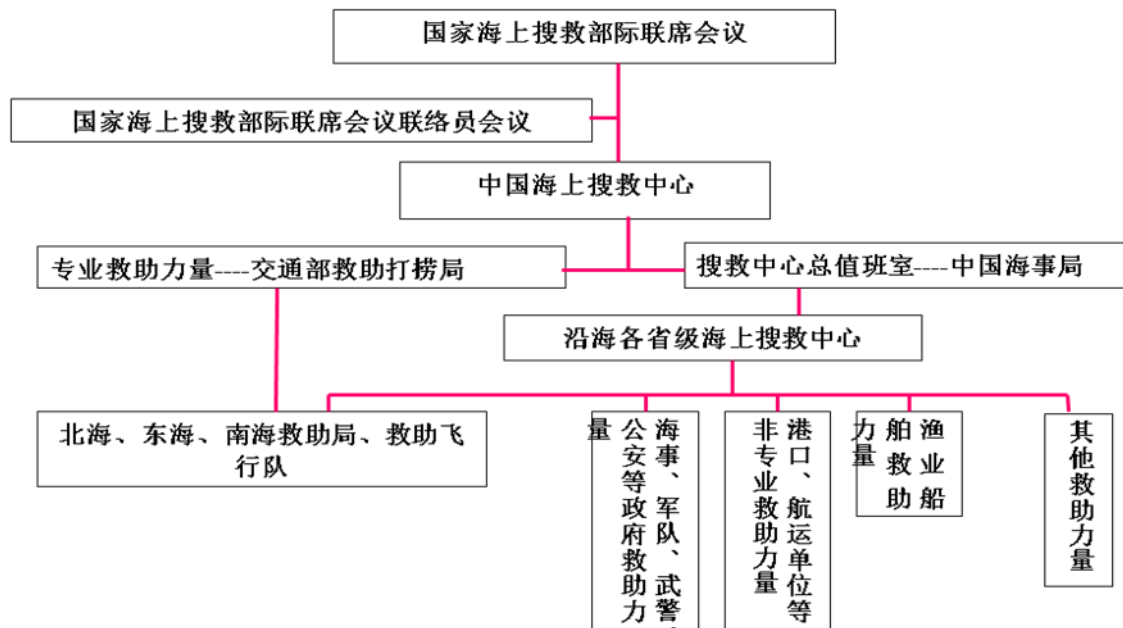 国家海上搜救部际联席会议
国家海上搜救部际联席会议联络员会议
中国海上搜救中心
专业救助力量----交通部救助打捞局
搜救中心总值班室----中国海事局
沿海各省级海上搜救中心
北海、东海、南海救助局、救助飞
行队
海事、军队、武警、
公安等政府救助力
量
港口、航运单位等
非专业救助力量
渔业船
舶救助
力量
其他救助力量